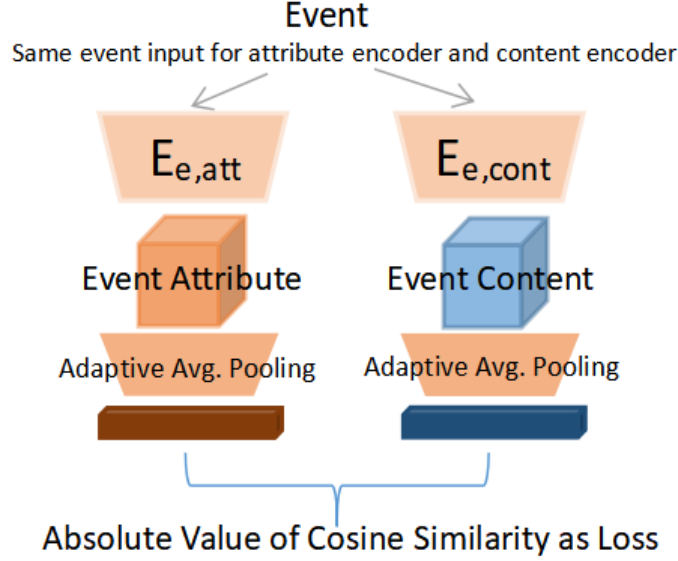 Event
Same event input for attribute encoder and content encoder
Ee,att
Ee,cont
Event Attribute
Event Content
Adaptive Avg. Pooling
Adaptive Avg. Pooling
Absolute Value of Cosine Similarity as Loss